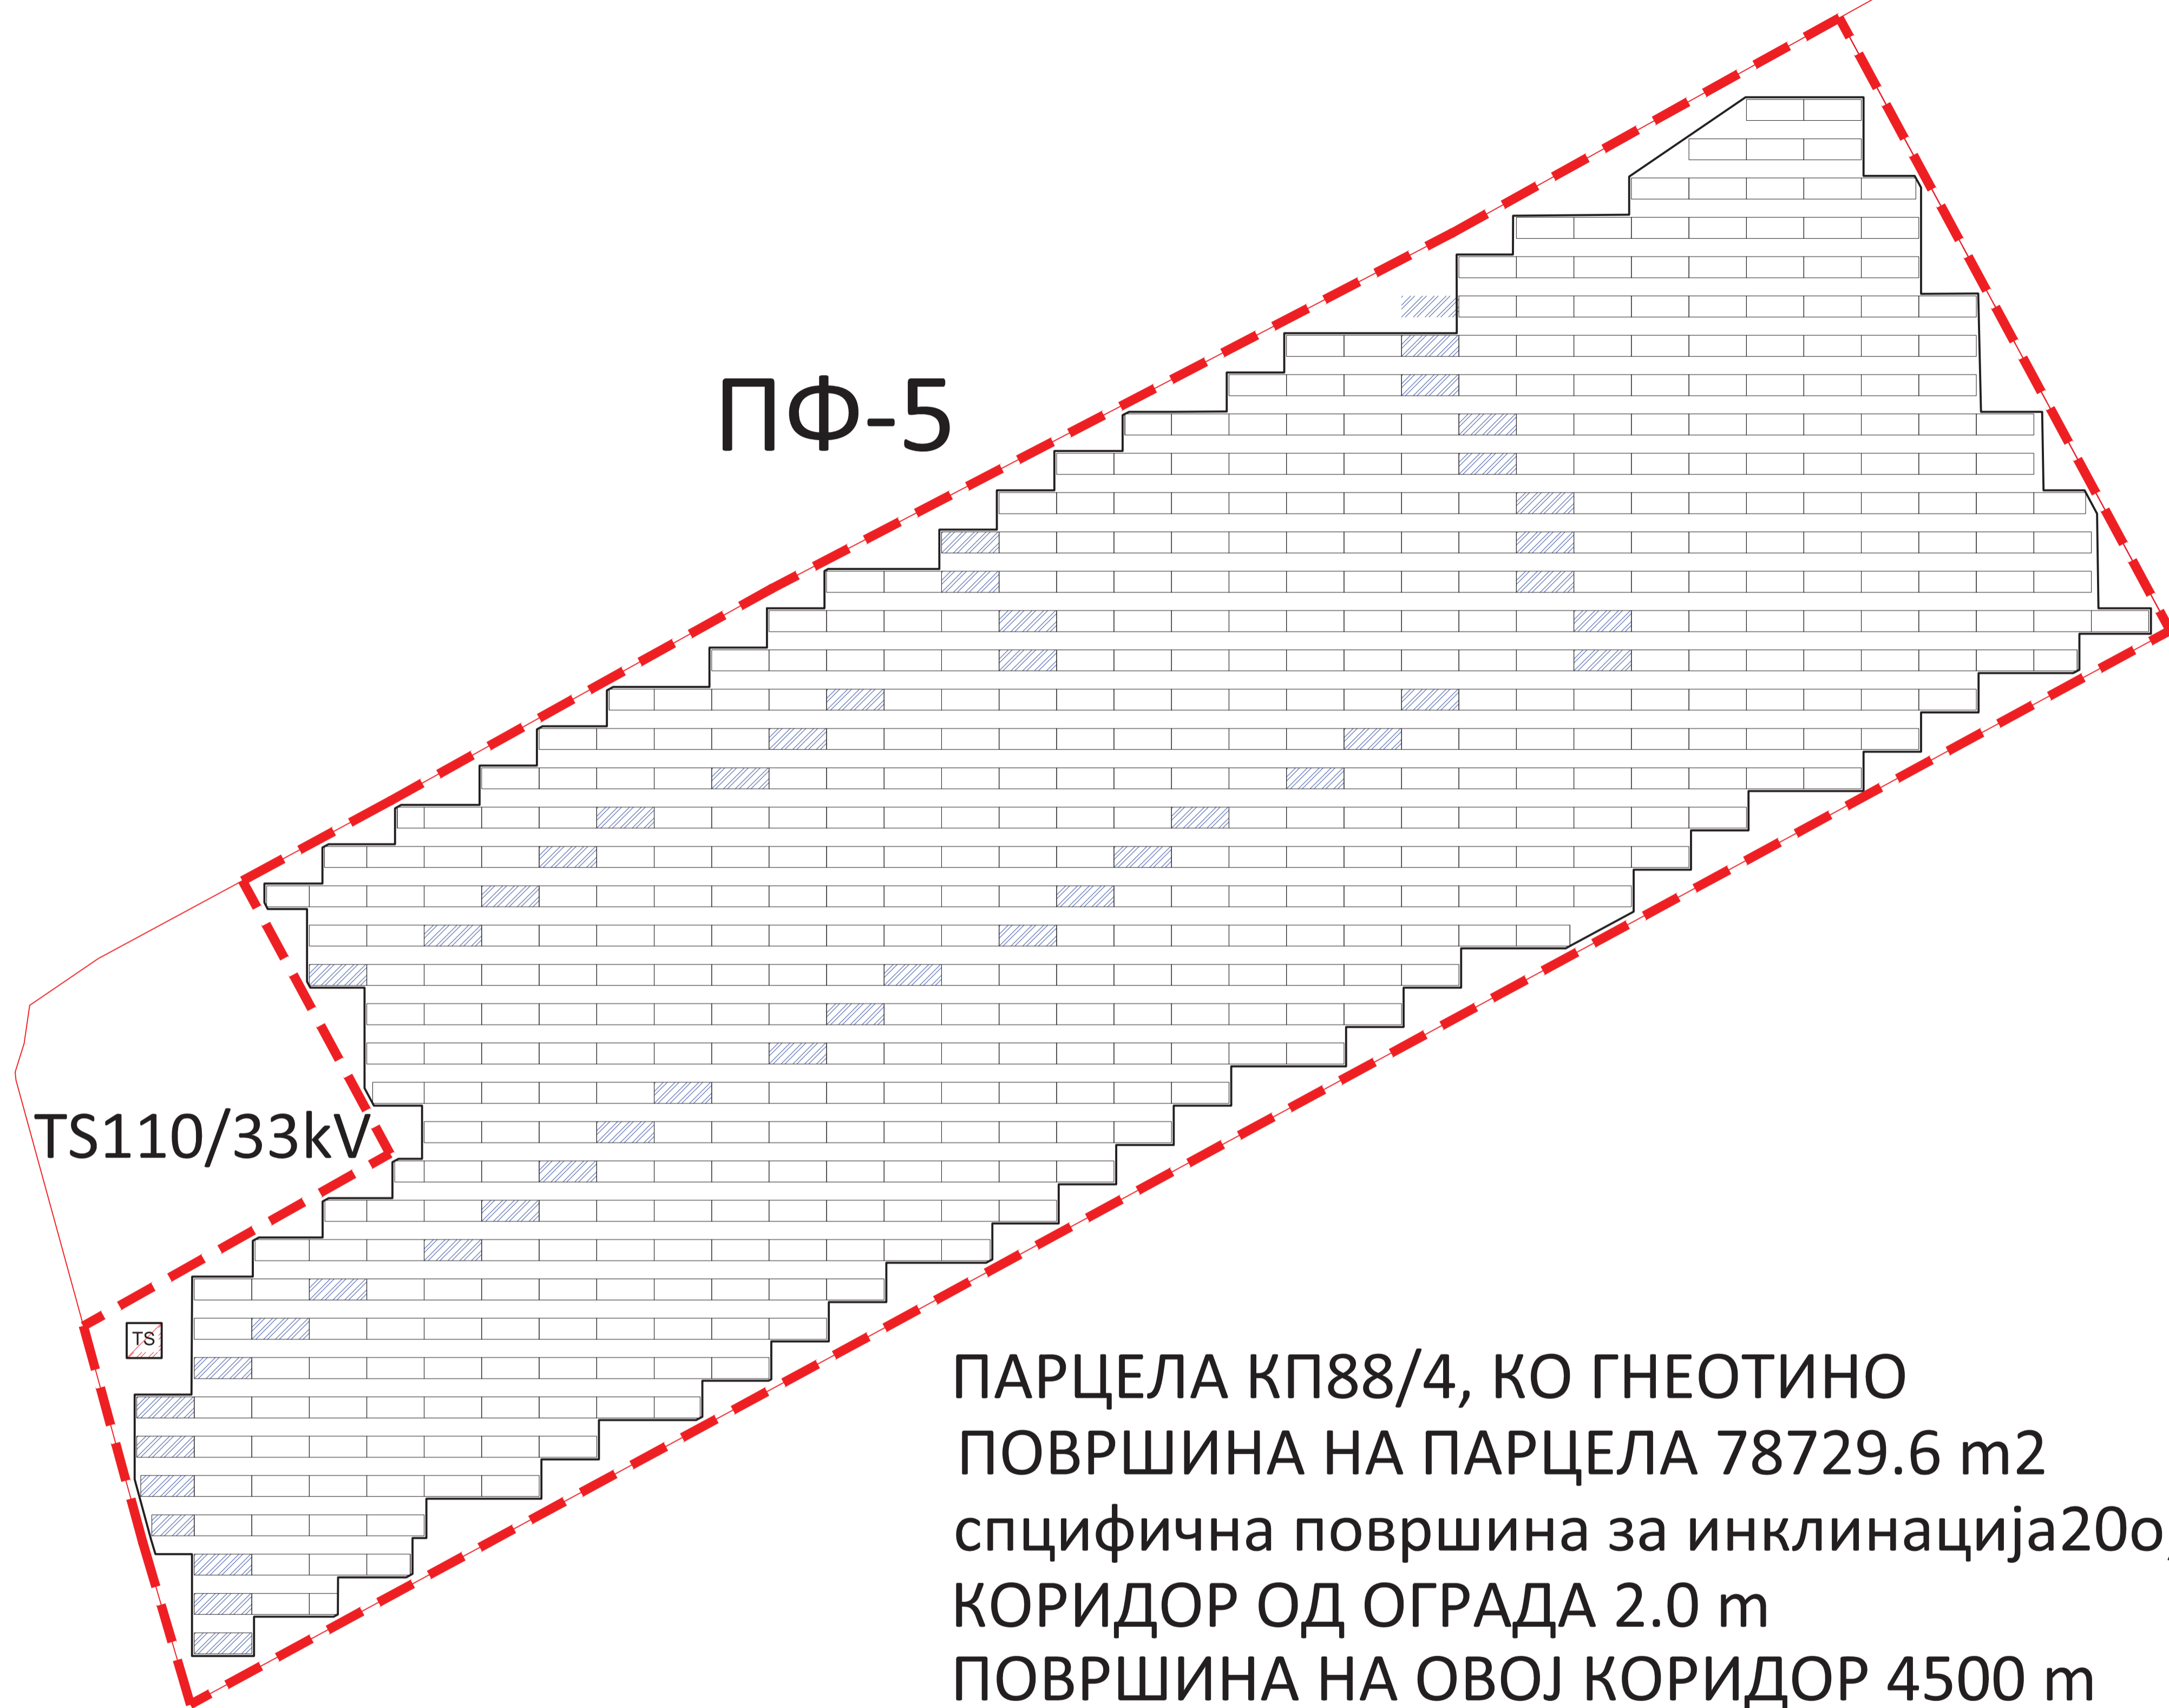 ПФ-5
TS110/33kV
TS
ПАРЦЕЛА КП88/4, КО ГНЕОТИНО
ПОВРШИНА НА ПАРЦЕЛА 78729.6 m2
спцифична површина за инклинација20о,
КОРИДОР ОД ОГРАДА 2.0 m
ПОВРШИНА НА ОВОЈ КОРИДОР 4500 m